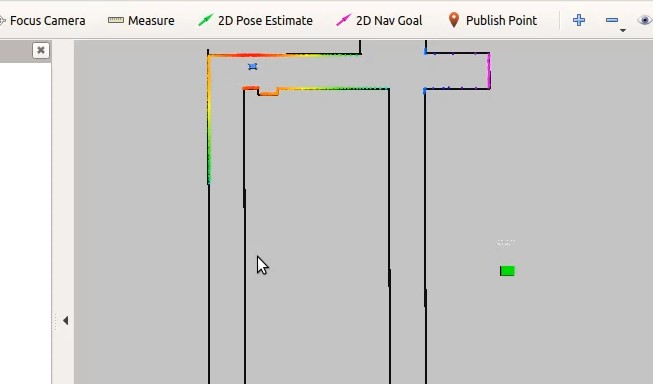 Focus Camera Measure 2D Pose Estimate 2D Nav Goal Publish Point